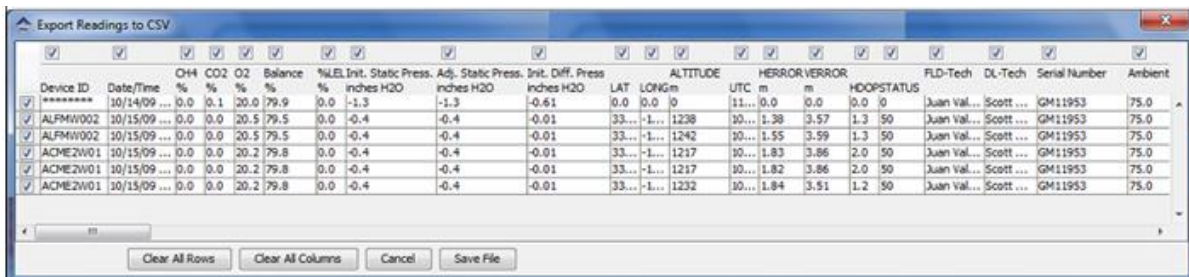 Export Readings to CSV
CH4 CO2 O2 Balance %LEL Init. Static Press. Adj. Static Press. Init. Diff. Press ALTITUDE HERROR VERROR FLD-Tech DL-Tech Serial Number Ambient
Device ID Date/Time % % % % % inches H2O inches H2O inches H2O LAT LONG m UTC m m HDOP STATUS
******** 10/14/09 ... 0.0 0.1 20.0 79.9 0.0 -1.3 -1.3 -0.61 0.0 0.0 0 11... 0.0 0.0 0.0 0 Juan Val... Scott ... GM11953 75.0
ALFMW002 10/15/09 ... 0.0 0.0 20.5 79.5 0.0 -0.4 -0.4 -0.01 33... -1... 1238 10... 1.38 3.57 1.3 50 Juan Val... Scott ... GM11953 75.0
ALFMW002 10/15/09 ... 0.0 0.0 20.5 79.5 0.0 -0.4 -0.4 -0.01 33... -1... 1242 10... 1.55 3.59 1.3 50 Juan Val... Scott ... GM11953 75.0
ACME2W01 10/15/09 ... 0.0 0.0 20.2 79.8 0.0 -0.4 -0.4 -0.01 33... -1... 1217 10... 1.83 3.86 2.0 50 Juan Val... Scott ... GM11953 75.0
ACME2W01 10/15/09 ... 0.0 0.0 20.2 79.8 0.0 -0.4 -0.4 -0.01 33... -1... 1217 10... 1.82 3.86 2.0 50 Juan Val... Scott ... GM11953 75.0
ACME2W01 10/15/09 ... 0.0 0.0 20.2 79.8 0.0 -0.4 -0.4 -0.01 33... -1... 1232 10... 1.84 3.51 1.2 50 Juan Val... Scott ... GM11953 75.0
Clear All Rows Clear All Columns Cancel Save File